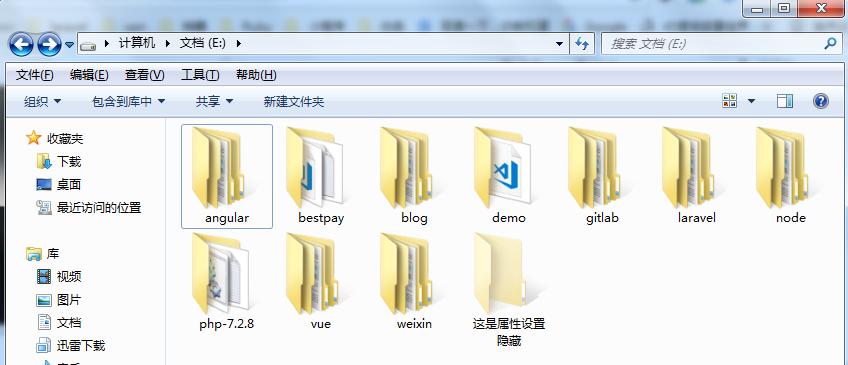 计算机 文档 (E:)
搜索 文档 (E:)
文件(F) 编辑(E) 查看(V) 工具(T) 帮助(H)
组织 包含到库中 共享 新建文件夹
收藏夹
下载
桌面
最近访问的位置
库
视频
图片
文档
迅雷下载
angular bestpay blog demo gitlab laravel node
php-7.2.8 vue weixin 这是属性设置
隐藏